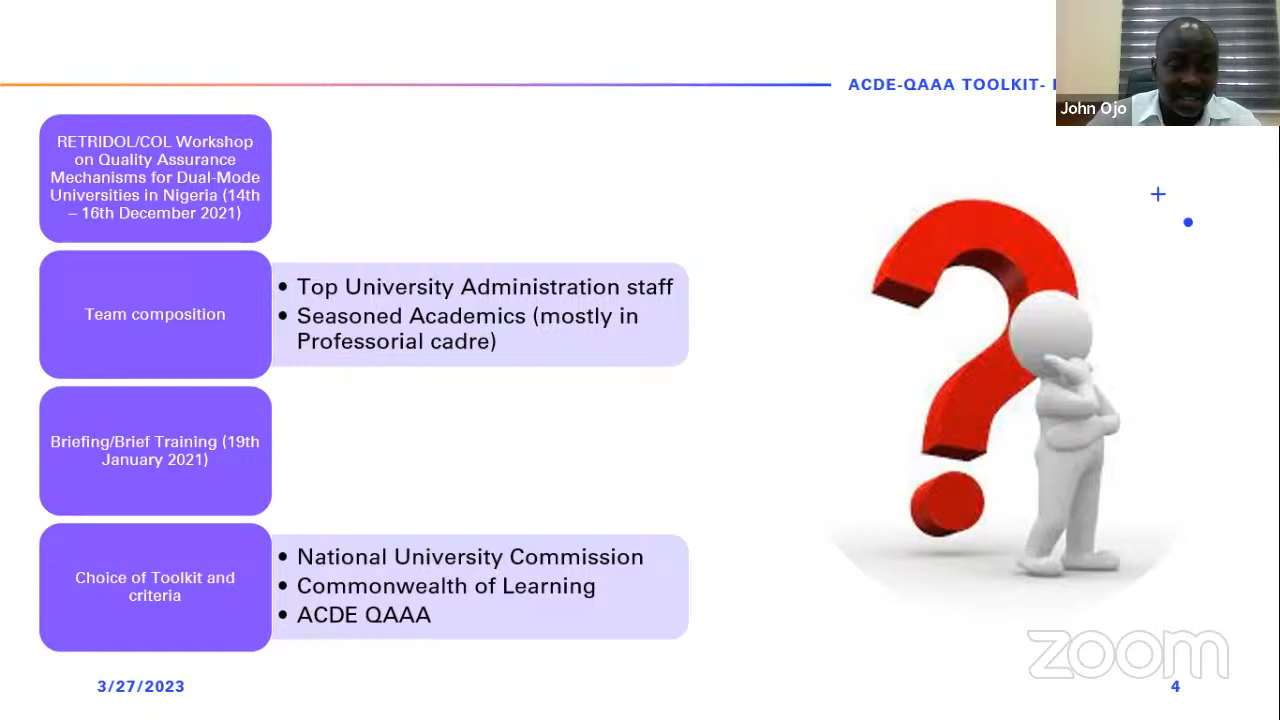 ACDE-QAAA TOOLKIT-
John Ojo
RETRIDOL/COL Workshop
on Quality Assurance
Mechanisms for Dual-Mode
Universities in Nigeria (14th
– 16th December 2021)
Team composition
• Top University Administration staff
• Seasoned Academics (mostly in
Professorial cadre)
Briefing/Brief Training (19th
January 2021)
Choice of Toolkit and
criteria
• National University Commission
• Commonwealth of Learning
• ACDE QAAA
zoom
3/27/2023
4